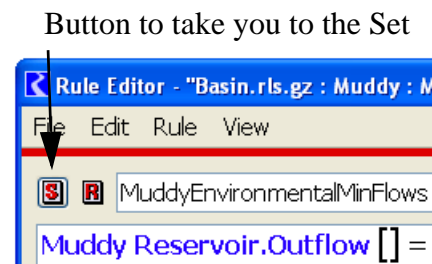 Button to take you to the Set
Rule Editor - "Basin.rls.gz : Muddy : M
File Edit Rule View
S R MuddyEnvironmentalMinFlows
Muddy Reservoir.Outflow [] =